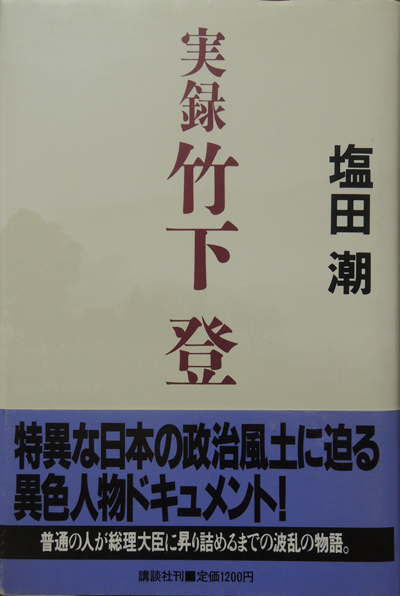 実録
竹下 登
塩田 潮
特異な日本の政治風土に迫る
異色人物ドキュメント!
普通の人が総理大臣に昇り詰めるまでの波乱の物語。
講談社刊■定価1200円